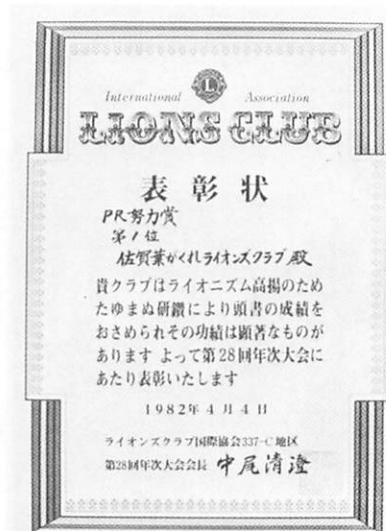 International Association
LIONS CLUB
表彰状
PR努力賞
第1位
佐賀葉がくれライオンズクラブ殿
貴クラブはライオニズム高揚のため
たゆまぬ研鑽により頭書の成績を
おさめられその功績は顕著なものが
あります よって第28回年次大会に
あたり表彰いたします
1982年4月4日
ライオンズクラブ国際協会337-C地区
第28回年次大会会長 中尾清澄